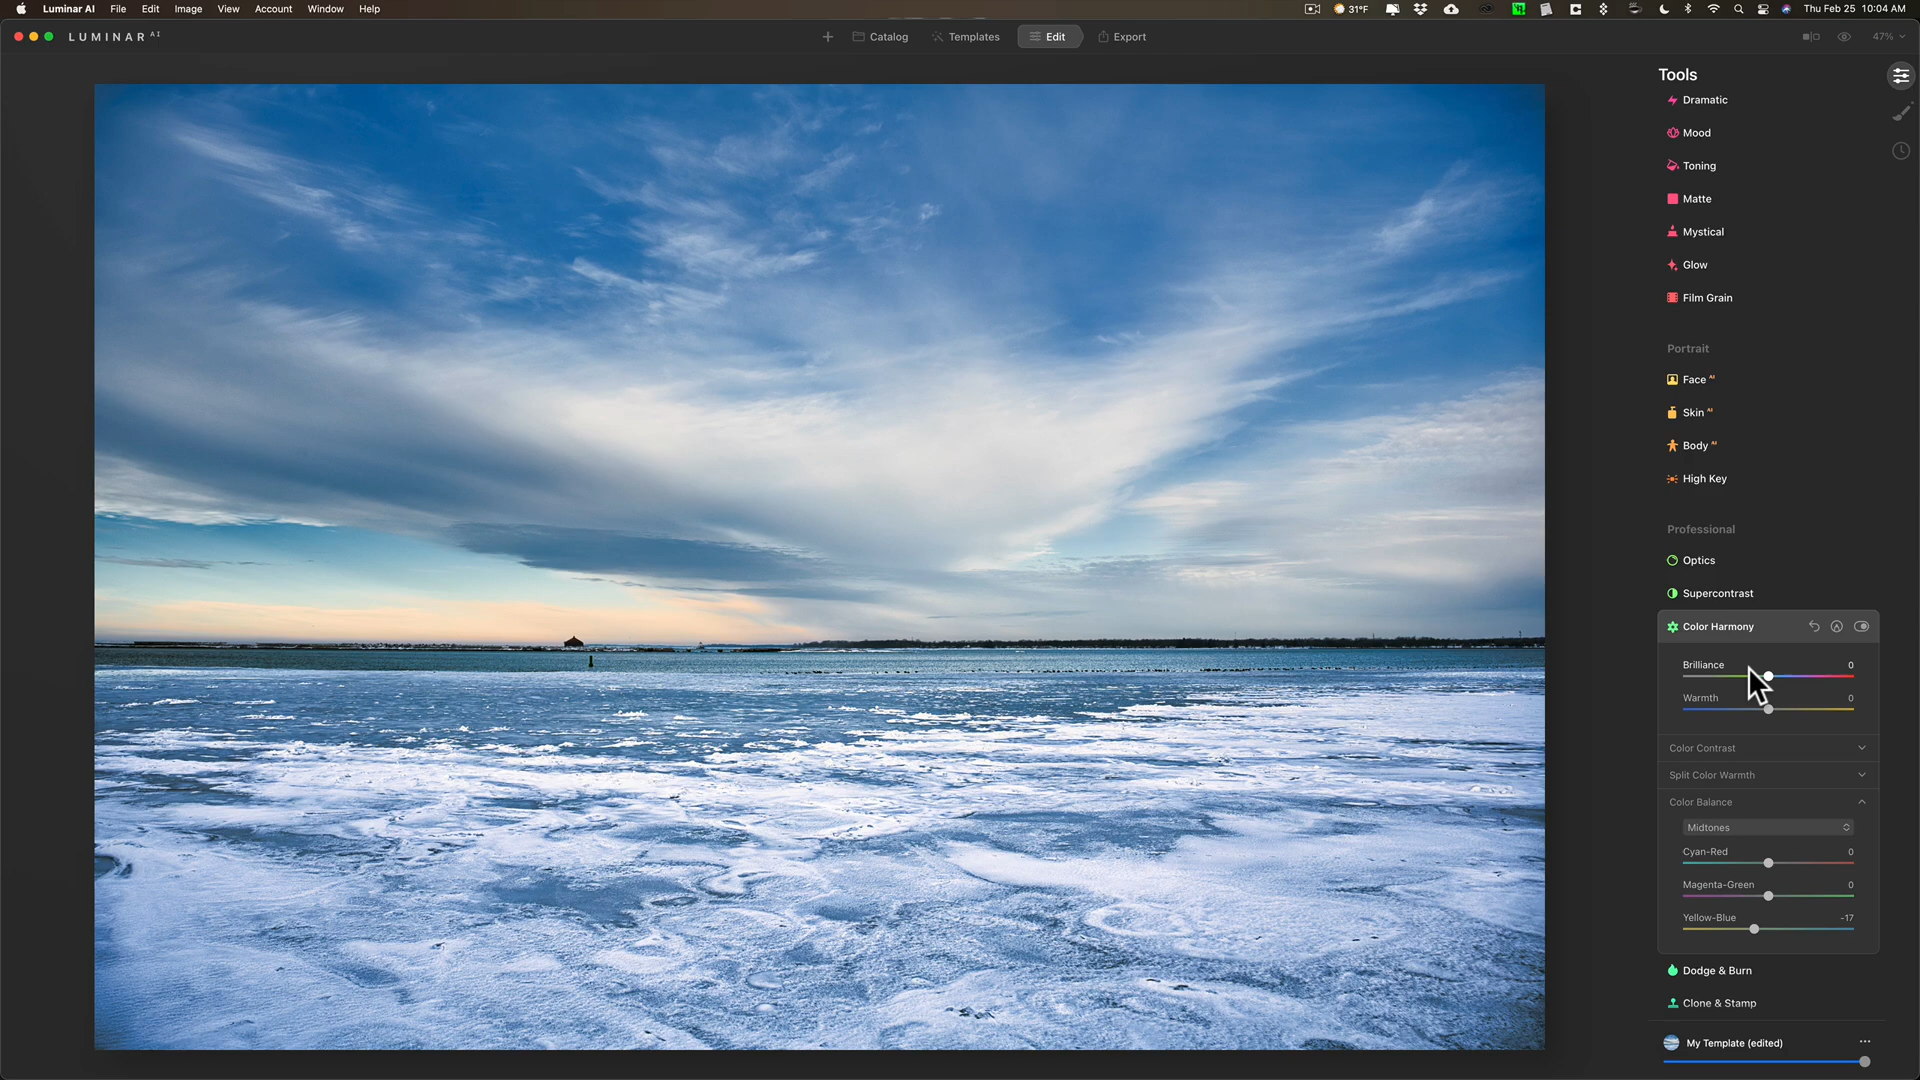 Luminar AI File Edit Image View Account Window Help 31°F Thu Feb 25 10:04 AM
LUMINAR AI Catalog Templates Edit Export 47%
Tools
Dramatic
Mood
Toning
Matte
Mystical
Glow
Film Grain
Portrait
Face AI
Skin AI
Body AI
High Key
Professional
Optics
Supercontrast
Color Harmony
Brilliance 0
Warmth 0
Color Contrast
Split Color Warmth
Color Balance
Midtones
Cyan-Red 0
Magenta-Green 0
Yellow-Blue -17
Dodge & Burn
Clone & Stamp
My Template (edited)